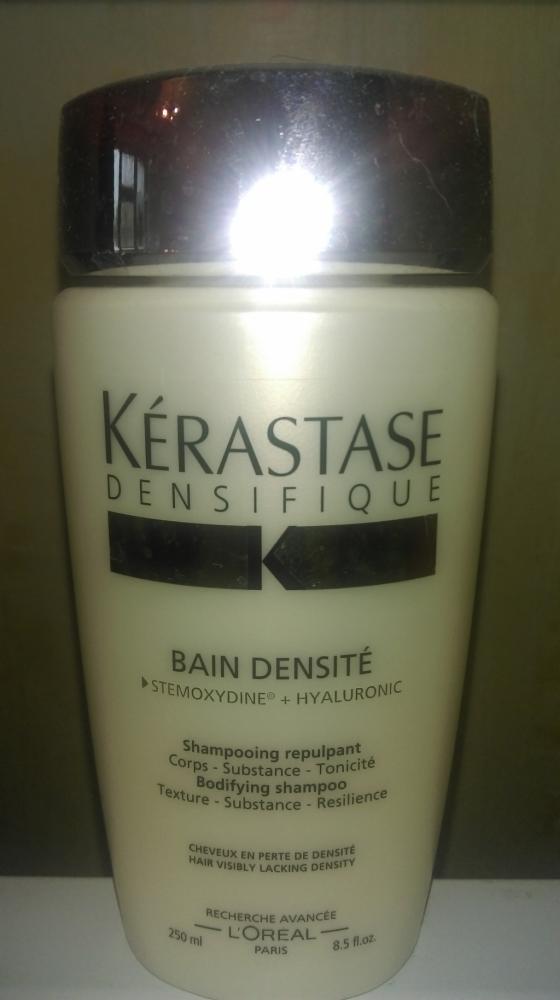 KÉRASTASE
DENSIFIQUE
BAIN DENSITÉ
STEMOXYDINE® + HYALURONIC
Shampooing repulpant
Corps - Substance - Tonicité
Bodifying shampoo
Texture - Substance - Resilience
CHEVEUX EN PERTE DE DENSITÉ
HAIR VISIBLY LACKING DENSITY
RECHERCHE AVANCÉE
L'ORÉAL
PARIS
250 ml
8.5 fl.oz.